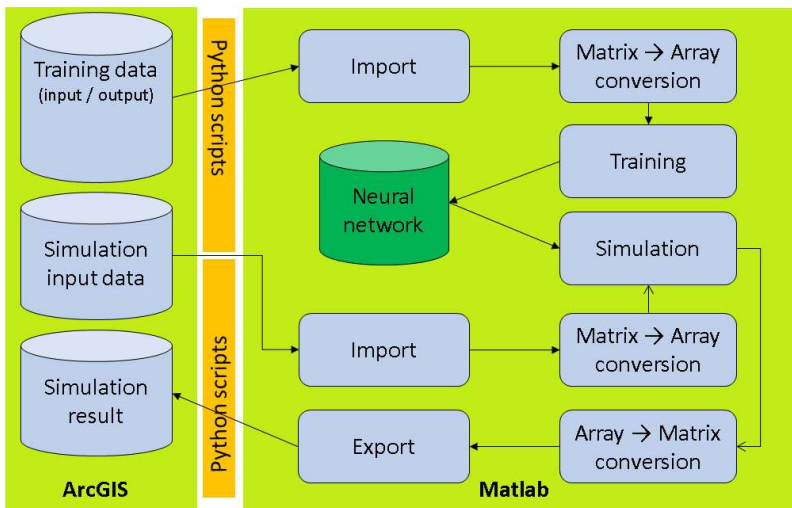 Training data
(input / output)
Simulation
input data
Simulation
result
ArcGIS
Python scripts
Python scripts
Import
Matrix → Array
conversion
Training
Neural
network
Simulation
Import
Matrix → Array
conversion
Export
Array → Matrix
conversion
Matlab